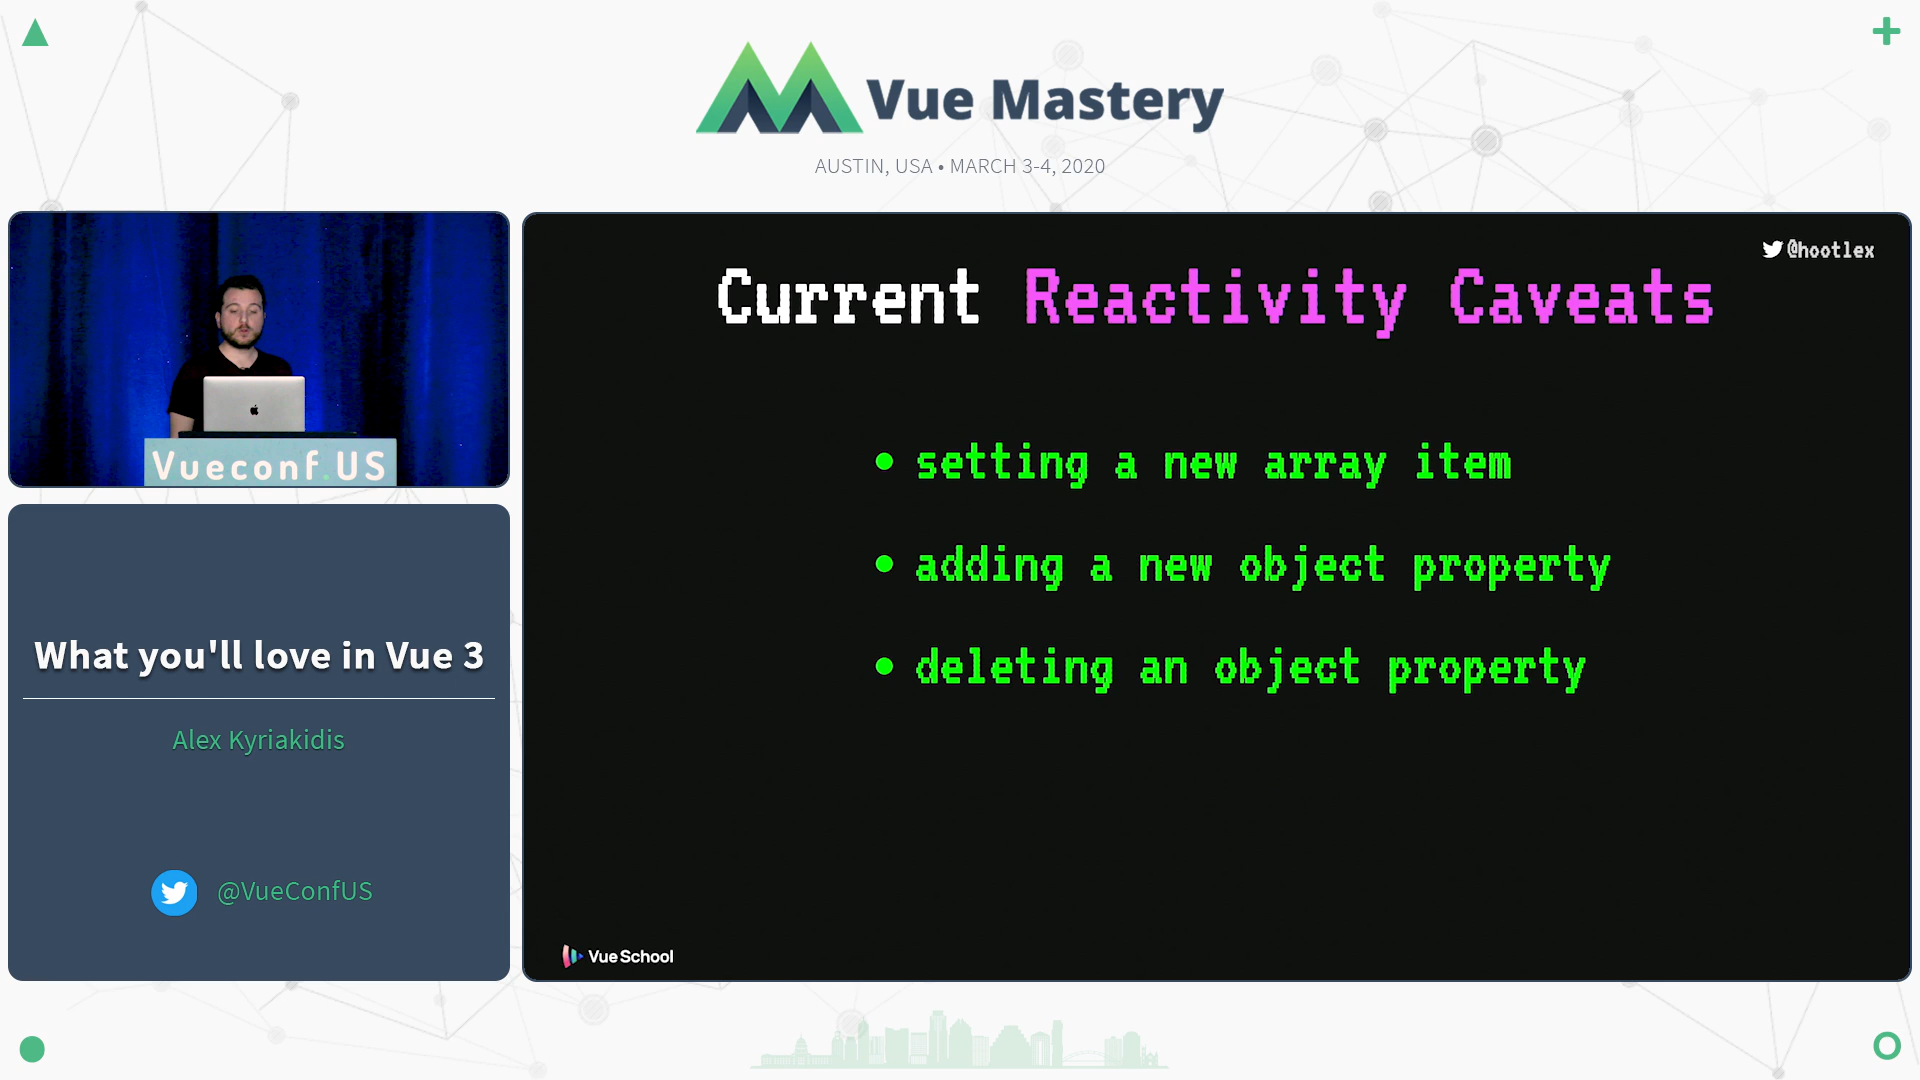 Vue Mastery
AUSTIN, USA • MARCH 3-4, 2020
Vueconf.US
What you'll love in Vue 3
Alex Kyriakidis
@VueConfUS
@hootlex
Current Reactivity Caveats
• setting a new array item
• adding a new object property
• deleting an object property
Vue School